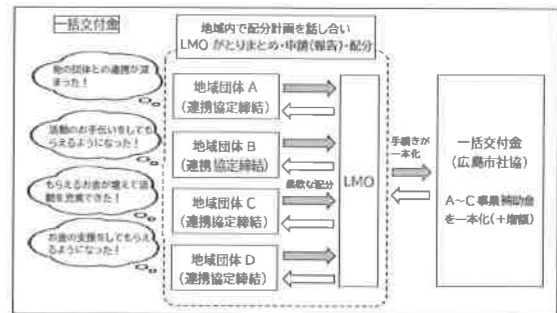 一括交付金
地域内で配分計画を話し合い
LMO がとりまとめ・申請(報告)・配分
他の団体との連携が深
まった！
活動のお手伝いをしても
らえるようになった！
もらえるお金が増えて活
動を充実できた！
お金の支援をしてもらえ
るようになった！
地域団体 A
(連携協定締結)
地域団体 B
(連携協定締結)
柔軟な配分
地域団体 C
(連携協定締結)
地域団体 D
(連携協定締結)
LMO
手続きが
一本化
一括交付金
(広島市社協)
A～C 事業補助金
を一本化(＋増額)